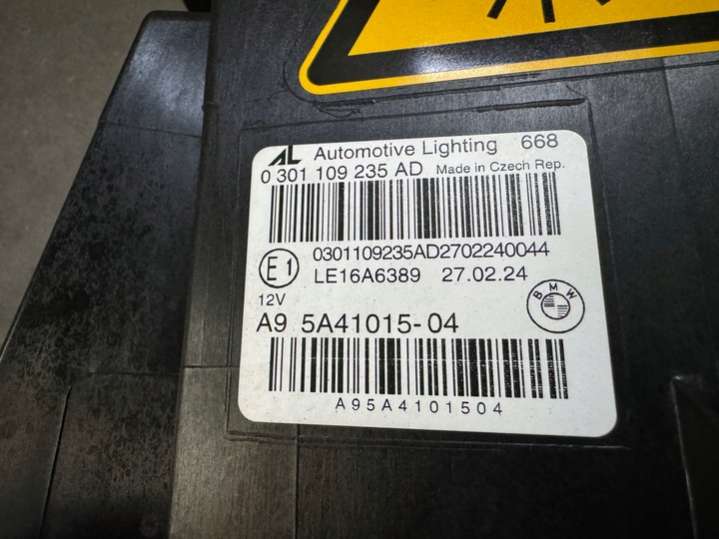 AL Automotive Lighting 668
0 301 109 235 AD Made in Czech Rep.
0301109235AD2702240044
E1 LE16A6389 27.02.24
12V
BMW
A9 5A41015-04
A95A4101504